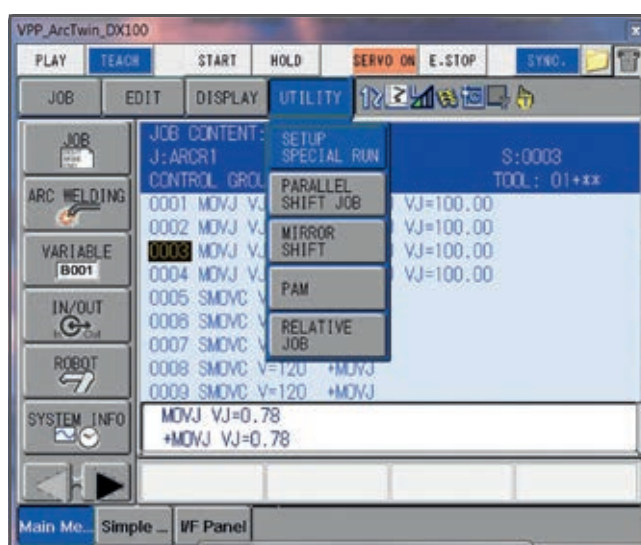 VPP_ArcTwin_DX100
PLAY TEACH START HOLD SERVO ON E.STOP SYNC.
JOB EDIT DISPLAY UTILITY
JOB
ARC WELDING
VARIABLE
B001
IN/OUT
In Out
ROBOT
SYSTEM INFO
JOB CONTENT:
J:ARCR1 S:0003
CONTROL GROU TOOL: 01+**
0001 MOVJ VJ VJ=100.00
0002 MOVJ VJ VJ=100.00
0003 MOVJ VJ VJ=100.00
0004 MOVJ VJ VJ=100.00
0005 SMOVC V
0006 SMOVC V
0007 SMOVC V
0008 SMOVC V=120 +MOVJ
0009 SMOVC V=120 +MOVJ
SETUP
SPECIAL RUN
PARALLEL
SHIFT JOB
MIRROR
SHIFT
PAM
RELATIVE
JOB
MOVJ VJ=0.78
+MOVJ VJ=0.78
Main Me... Simple ... I/F Panel